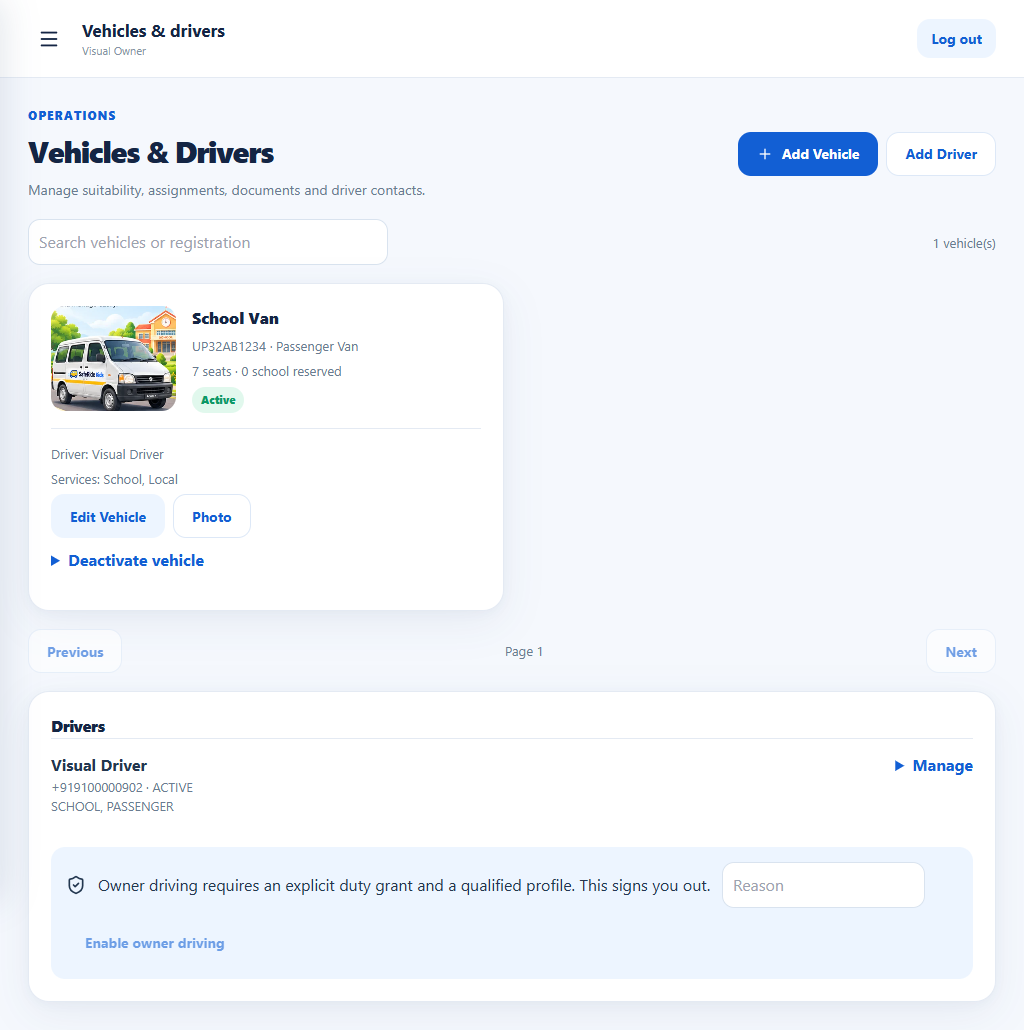 Vehicles & drivers
Visual Owner
Log out
OPERATIONS
Vehicles & Drivers
Manage suitability, assignments, documents and driver contacts.
+ Add Vehicle
Add Driver
Search vehicles or registration
1 vehicle(s)
School Van
UP32AB1234 · Passenger Van
7 seats · 0 school reserved
Active
SafeRide Kids
Driver: Visual Driver
Services: School, Local
Edit Vehicle
Photo
Deactivate vehicle
Previous
Page 1
Next
Drivers
Visual Driver
Manage
+919100000902 · ACTIVE
SCHOOL, PASSENGER
Owner driving requires an explicit duty grant and a qualified profile. This signs you out.
Reason
Enable owner driving